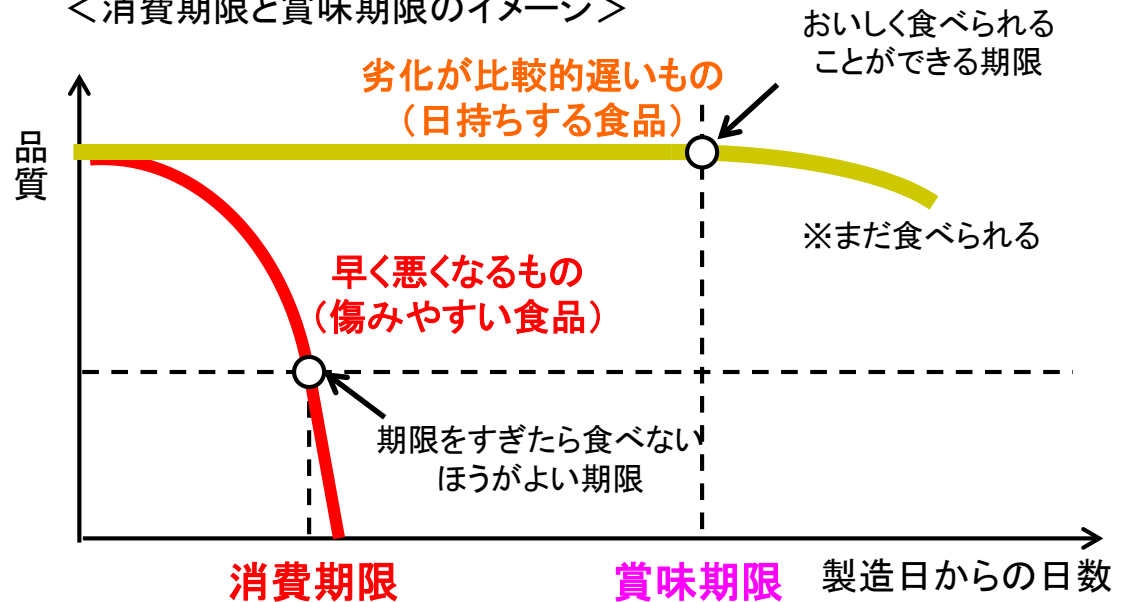 ＜消費期限と賞味期限のイメージ＞
おいしく食べられる
ことができる期限
劣化が比較的遅いもの
（日持ちする食品）
品
質
※まだ食べられる
早く悪くなるもの
（傷みやすい食品）
期限をすぎたら食べない
ほうがよい期限
消費期限
賞味期限
製造日からの日数